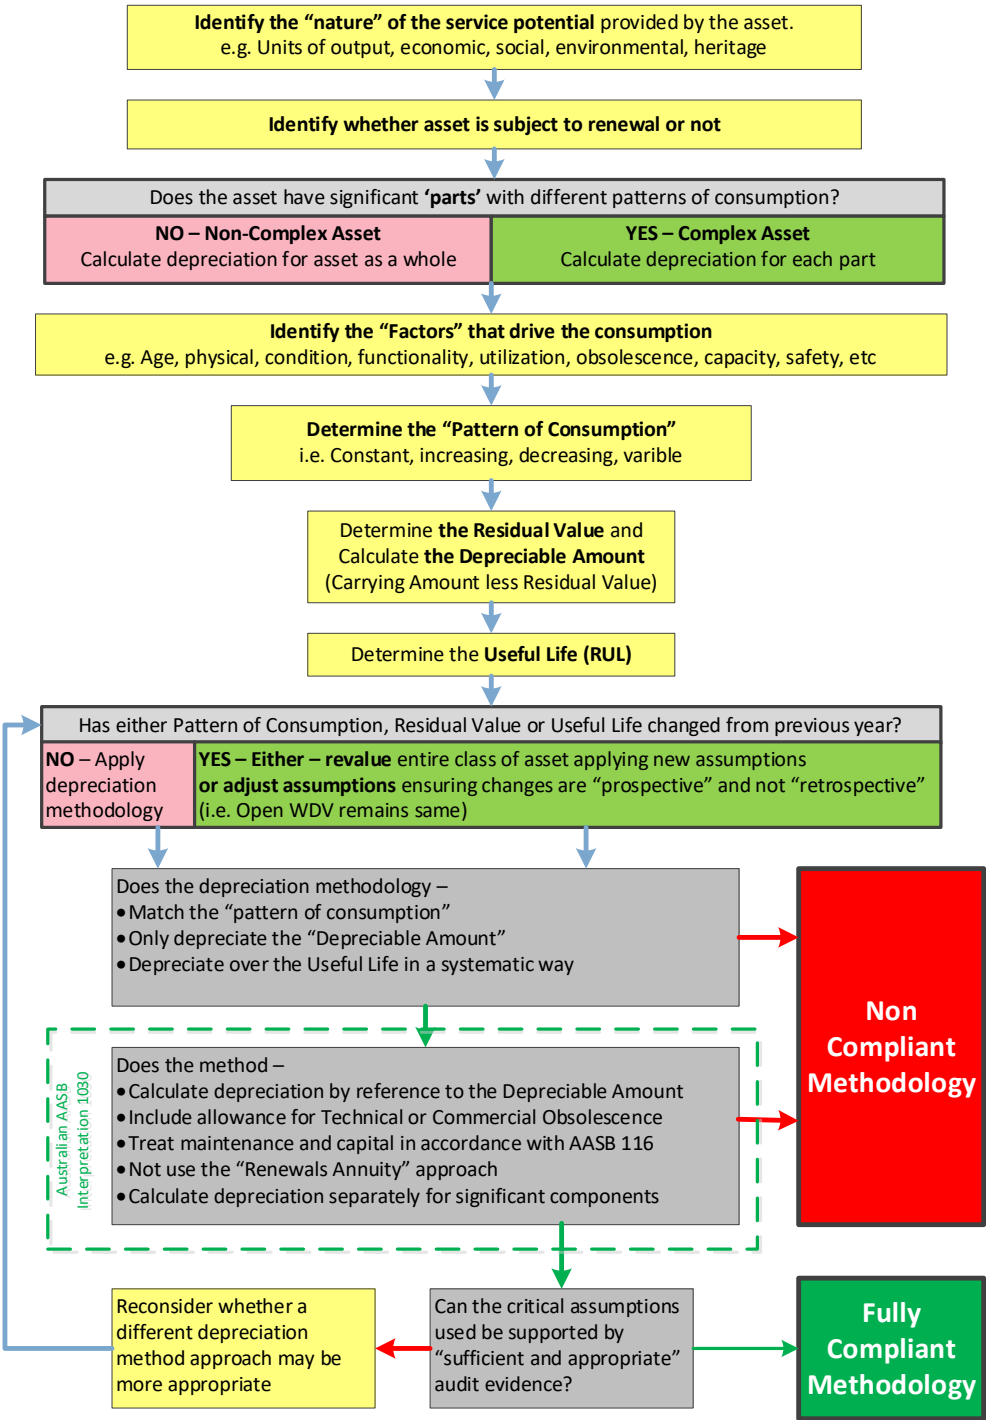 Identify the “nature” of the service potential provided by the asset.
e.g. Units of output, economic, social, environmental, heritage
Identify whether asset is subject to renewal or not
Does the asset have significant ‘parts’ with different patterns of consumption?
NO – Non-Complex Asset
Calculate depreciation for asset as a whole
YES – Complex Asset
Calculate depreciation for each part
Identify the “Factors” that drive the consumption
e.g. Age, physical, condition, functionality, utilization, obsolescence, capacity, safety, etc
Determine the “Pattern of Consumption”
i.e. Constant, increasing, decreasing, varible
Determine the Residual Value and
Calculate the Depreciable Amount
(Carrying Amount less Residual Value)
Determine the Useful Life (RUL)
Has either Pattern of Consumption, Residual Value or Useful Life changed from previous year?
NO – Apply
depreciation
methodology
YES – Either – revalue entire class of asset applying new assumptions
or adjust assumptions ensuring changes are “prospective” and not “retrospective”
(i.e. Open WDV remains same)
Does the depreciation methodology –
• Match the “pattern of consumption”
• Only depreciate the “Depreciable Amount”
• Depreciate over the Useful Life in a systematic way
Non
Compliant
Methodology
Australian AASB
Interpretation 1030
Does the method –
• Calculate depreciation by reference to the Depreciable Amount
• Include allowance for Technical or Commercial Obsolescence
• Treat maintenance and capital in accordance with AASB 116
• Not use the “Renewals Annuity” approach
• Calculate depreciation separately for significant components
Reconsider whether a
different depreciation
method approach may be
more appropriate
Can the critical assumptions
used be supported by
“sufficient and appropriate”
audit evidence?
Fully
Compliant
Methodology